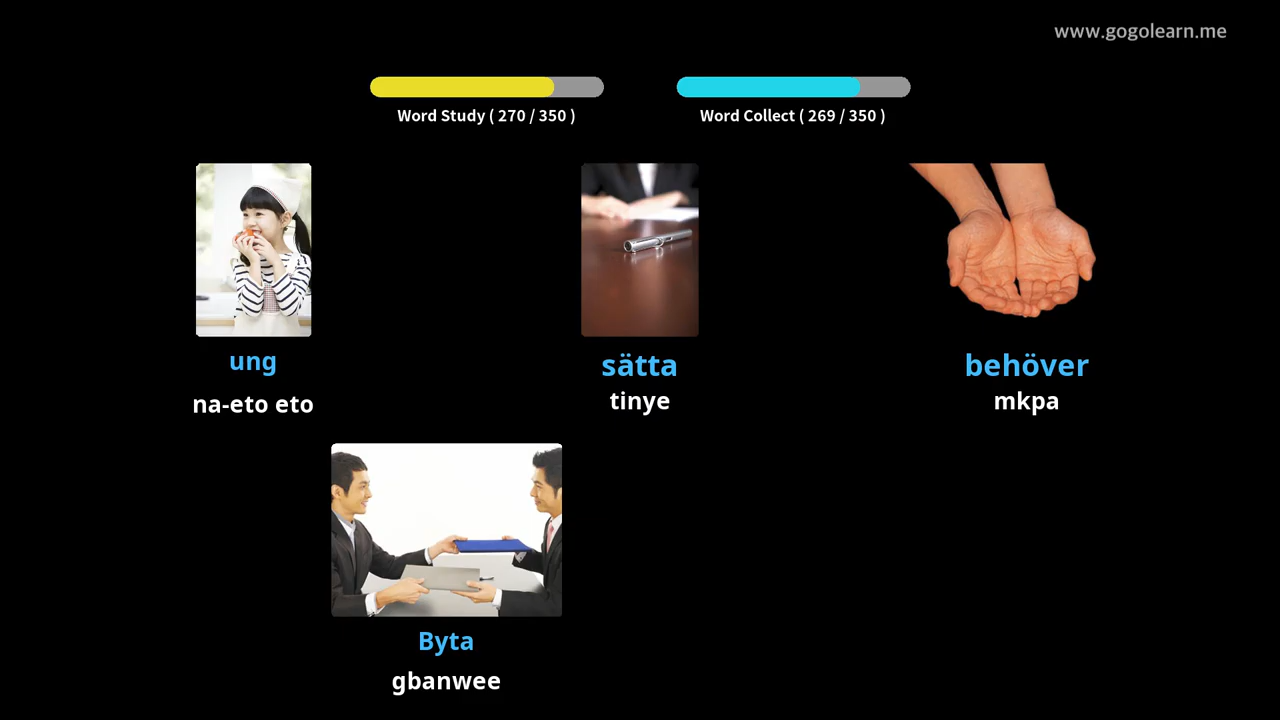 www.gogolearn.me
Word Study ( 270 / 350 )
Word Collect ( 269 / 350 )
ung
na-eto eto
sätta
tinye
behöver
mkpa
Byta
gbanwee